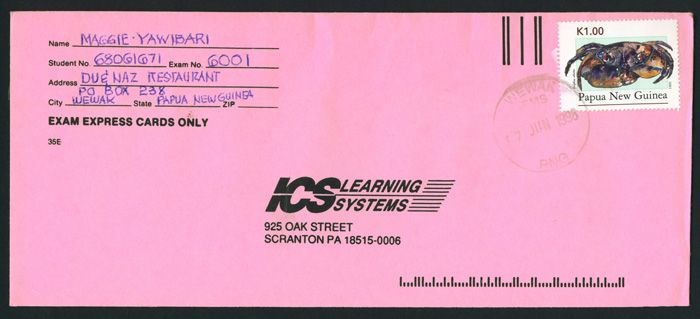 Name MAGGIE·YAWIBARI
Student No. 68061671 Exam No. 6001
Address DU&NAZ RESTAURANT
PO BOX 238
City WEWAK State PAPUA NEW GUINEA ZIP
EXAM EXPRESS CARDS ONLY
35E
K1.00
Papua New Guinea
WEWAK
JUN 1996
PNG
ICS LEARNING
SYSTEMS
925 OAK STREET
SCRANTON PA 18515-0006